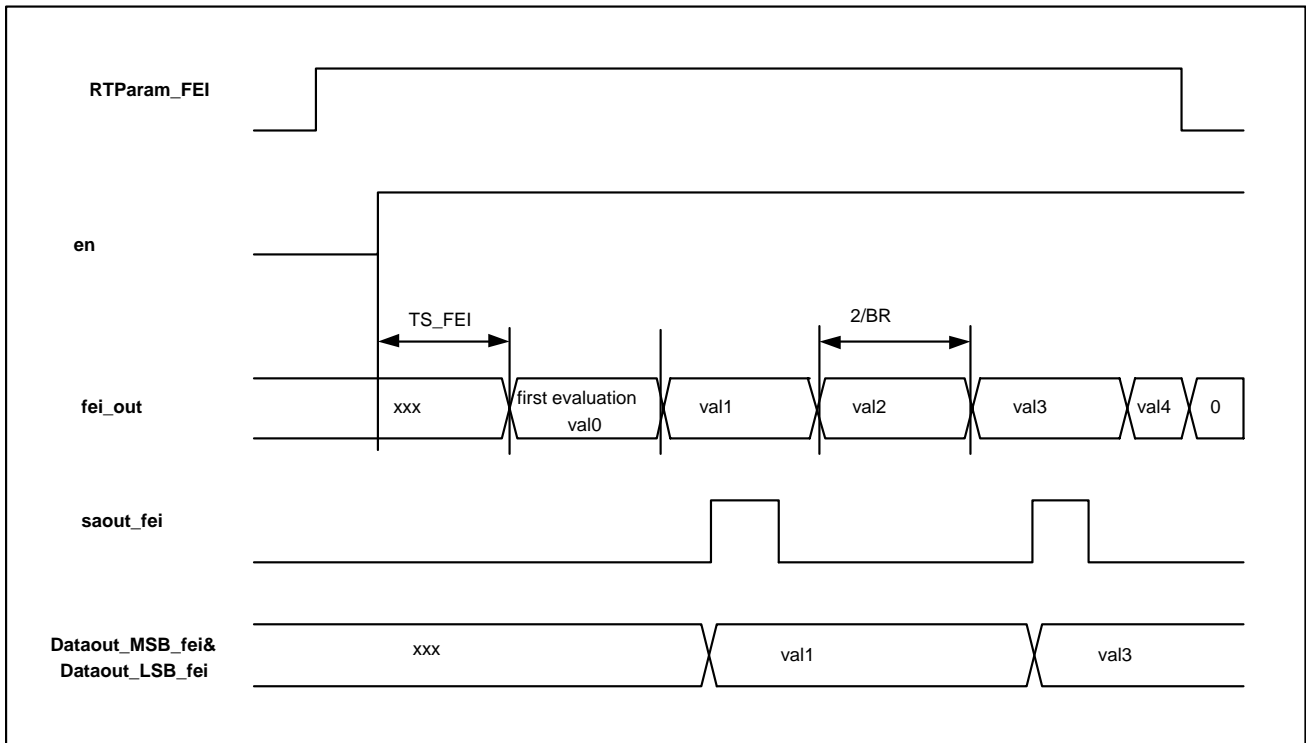 RTParam_FEI
en
TS_FEI
2/BR
fei_out
xxx
first evaluation
val0
val1
val2
val3
val4
0
saout_fei
Dataout_MSB_fei&
Dataout_LSB_fei
xxx
val1
val3